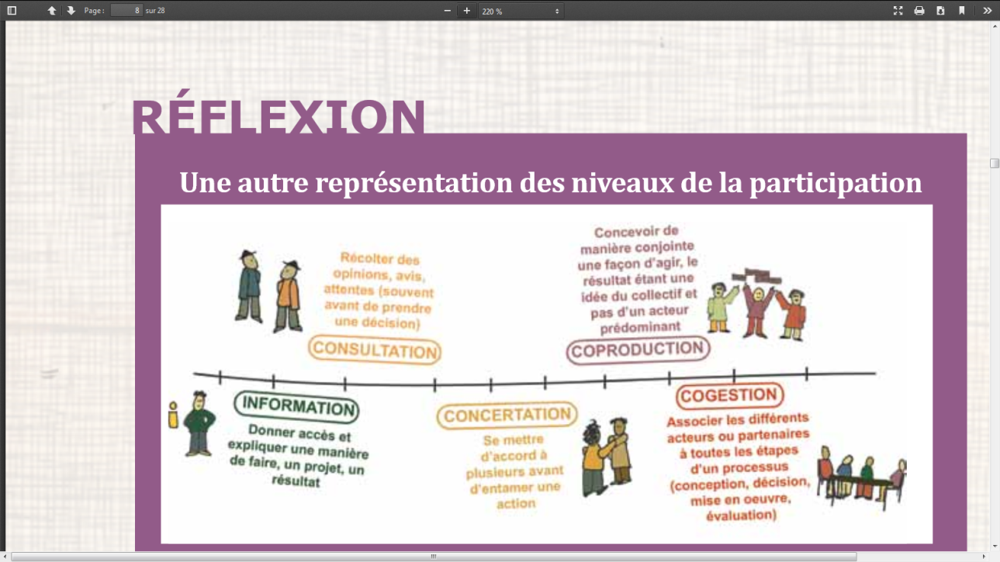 Page :
8
sur 28
220 %
RÉFLEXION
Une autre représentation des niveaux de la participation
Récolter des
opinions, avis,
attentes (souvent
avant de prendre
une décision)
CONSULTATION
Concevoir de
manière conjointe
une façon d'agir, le
résultat étant une
idée du collectif et
pas d'un acteur
prédominant
COPRODUCTION
i
INFORMATION
Donner accès et
expliquer une manière
de faire, un projet, un
résultat
CONCERTATION
Se mettre
d'accord à
plusieurs avant
d'entamer une
action
COGESTION
Associer les différents
acteurs ou partenaires
à toutes les étapes
d'un processus
(conception, décision,
mise en oeuvre,
évaluation)